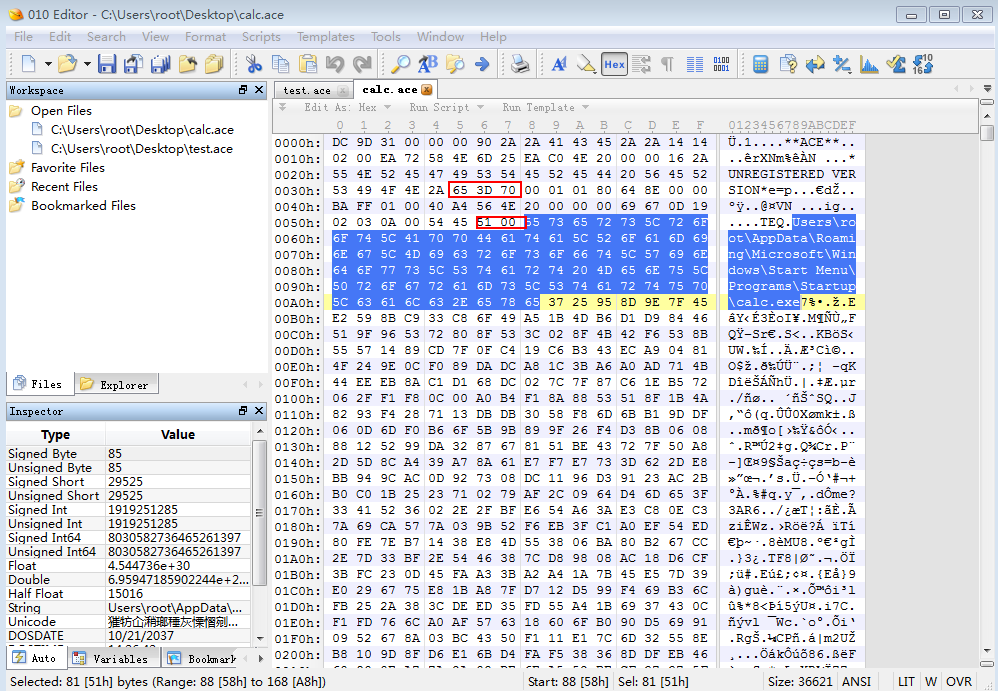 010 Editor - C:\Users\root\Desktop\calc.ace
File Edit Search View Format Scripts Templates Tools Window Help
Workspace
Open Files
C:\Users\root\Desktop\calc.ace
C:\Users\root\Desktop\test.ace
Favorite Files
Recent Files
Bookmarked Files
Files Explorer
Inspector
Type Value
Signed Byte 85
Unsigned Byte 85
Signed Short 29525
Unsigned Short 29525
Signed Int 1919251285
Unsigned Int 1919251285
Signed Int64 8030582736465261397
Unsigned Int64 8030582736465261397
Float 4.544736e+30
Double 6.95947185902244e+2...
Half Float 15016
String Users\root\AppData\...
Unicode
DOSDATE 10/21/2037
Auto Variables Bookmark
test.ace calc.ace
Edit As: Hex Run Script Run Template
0 1 2 3 4 5 6 7 8 9 A B C D E F 0123456789ABCDEF
0000h: DC 9D 31 00 00 00 90 2A 2A 41 43 45 2A 2A 14 14 Ü.1....**ACE**..
0010h: 02 00 EA 72 58 4E 6D 25 EA C0 4E 20 00 00 16 2A ..êrXNm%êÀN ...*
0020h: 55 4E 52 45 47 49 53 54 45 52 45 44 20 56 45 52 UNREGISTERED VER
0030h: 53 49 4F 4E 2A 65 3D 70 00 01 01 80 64 8E 00 00 SION*e=p...€dŽ..
0040h: BA FF 01 00 40 A4 56 4E 20 00 00 00 69 67 0D 19 ºÿ..@¤VN ...ig..
0050h: 02 03 0A 00 54 45 51 00 55 73 65 72 73 5C 72 6F ....TEQ.Users\ro
0060h: 6F 74 5C 41 70 70 44 61 74 61 5C 52 6F 61 6D 69 ot\AppData\Roami
0070h: 6E 67 5C 4D 69 63 72 6F 73 6F 66 74 5C 57 69 6E ng\Microsoft\Win
0080h: 64 6F 77 73 5C 53 74 61 72 74 20 4D 65 6E 75 5C dows\Start Menu\
0090h: 50 72 6F 67 72 61 6D 73 5C 53 74 61 72 74 75 70 Programs\Startup
00A0h: 5C 63 61 6C 63 2E 65 78 65 37 25 95 8D 9E 7F 45 \calc.exe7%•.ž.E
00B0h: E2 59 8B C9 33 C8 6F 49 A5 1B 4D B6 D1 D9 84 46 âY‹É3ÈoI¥.M¶ÑÙ„F
00C0h: 51 9F 96 53 72 80 8F 53 3C 02 8F 4B 42 F6 53 8B QŸ–Sr€.S<..KBöS‹
00D0h: 55 57 14 89 CD 7F 0F C4 19 C6 B3 43 EC A9 04 81 UW.‰Í..Ä.Æ³Cì©..
00E0h: 4F 24 9E 0C F0 89 DA DC A8 1C 3B A6 A0 AD 71 4B
00F0h: 44 EE EB 8A C1 D1 68 DC 02 7C 7F 87 C6 1E B5 72 DîëŠÁÑhÜ.|.‡Æ.µr
0100h: 06 2F F1 F8 0C 00 A0 B4 F1 8A 88 53 51 8F 1B 4A
0110h: 82 93 F4 28 71 13 DB DB 30 58 F8 6D 6B B1 9D DF ‚“ô(q.ÛÛ0Xømk±.ß
0120h: 06 0D 6D F0 B6 6F 5B 9B 89 9F 26 F4 D3 8B 06 08 ..mð¶o[›‰Ÿ&ôÓ‹..
0130h: 88 12 52 99 DA 32 87 67 81 51 BE 43 72 7F 50 A8 ˆ.R™Ú2‡g.Q¾Cr.P¨
0140h: 2D 5D 8C A4 39 A7 8A 61 E7 F7 E7 73 3D 62 2D E8 -]Œ¤9§Šaç÷çs=b-è
0150h: BB 94 9C AC 0D 92 73 08 DC 11 96 D3 91 23 AC 2B »”œ¬.’s.Ü.–Ó‘#¬+
0160h: B0 C0 1B 25 23 71 02 79 AF 2C 09 64 D4 6D 65 3F °À.%#q.y¯,.dÔme?
0170h: 33 41 52 36 02 2E 2F BF E6 54 A6 3A E3 C8 0E C3 3AR6../¿æT¦:ãÈ.Ã
0180h: 7A 69 CA 57 7A 03 9B 52 F6 EB 3F C1 A0 EF 54 ED ziÊWz.›Röë?Á ïTí
0190h: 80 FE 7E B7 14 38 E8 4D 55 38 06 BA 80 B2 67 CC €þ~·.8èMU8.º€²gÌ
01A0h: 2E 7D 33 BF 2E 54 46 38 7C D8 98 08 AC 18 D6 CF .}3¿.TF8|Ø˜.¬.ÖÏ
01B0h: 3B FC 23 0D 45 FA A3 3B A2 A4 1A 7B 45 E5 7D 39 ;ü#.Eú£;¢¤.{Eå}9
01C0h: E0 29 67 75 E8 1B A8 7F D7 12 D5 99 F4 69 B3 6C à)guè.¨.×.Õ™ôi³l
01D0h: FB 25 2A 38 3C DE ED 35 FD 55 A4 1B 69 37 43 0C û%*8<Þí5ýU¤.i7C.
01E0h: F1 FD 76 6C A0 AF 57 63 18 60 6F B0 90 D5 69 91
01F0h: 09 52 67 8A 03 BC 43 50 F1 11 E1 7C 6D 32 55 8E .RgŠ.¼CPñ.á|m2UŽ
0200h: B8 10 9D 8F D6 E1 6B D4 FA F5 38 36 8D DF EB 46 ¸...ÖákÔúõ86.ßëF
Selected: 81 [51h] bytes (Range: 88 [58h] to 168 [A8h]) Start: 88 [58h] Sel: 81 [51h] Size: 36621 ANSI LIT W OVR